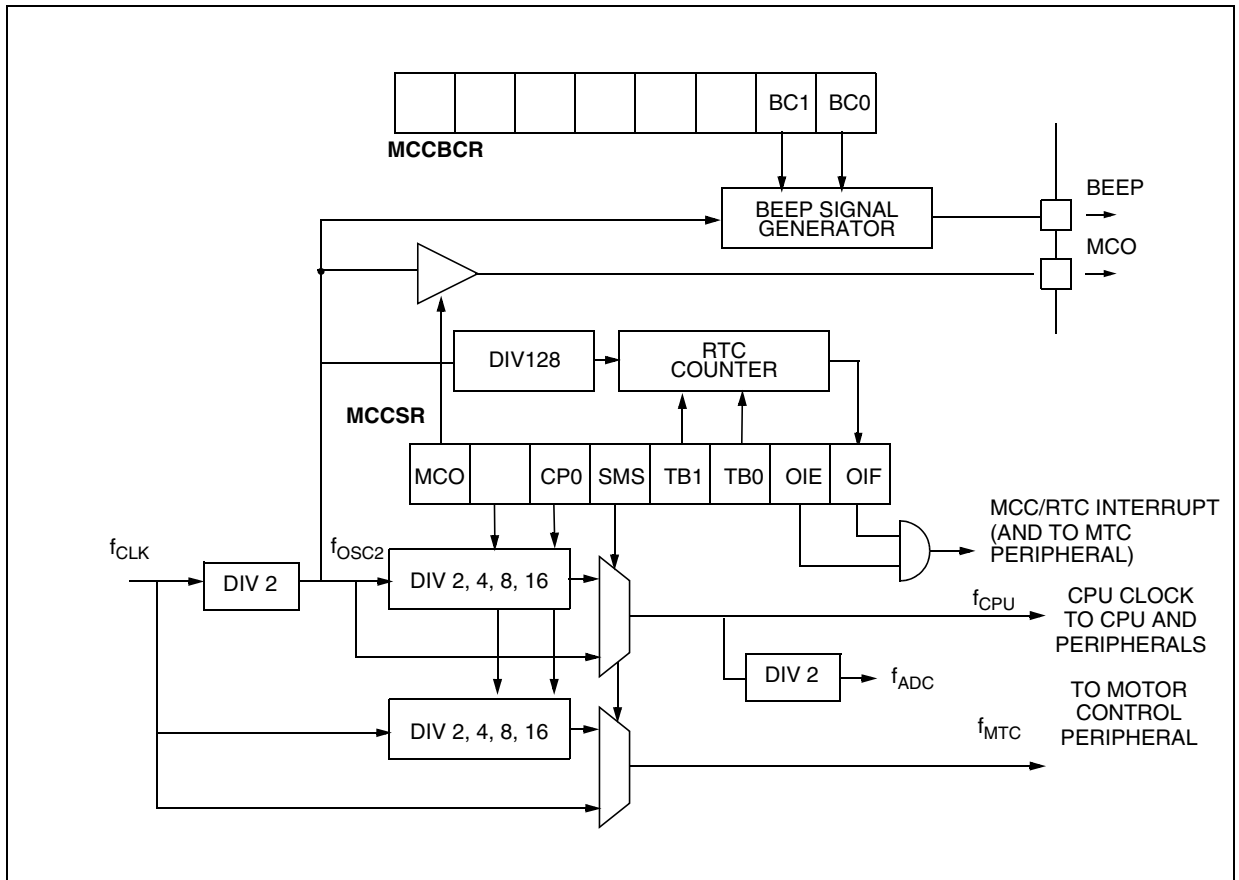 BC1 BC0
MCCBCR
BEEP SIGNAL
GENERATOR
BEEP
MCO
DIV128
RTC
COUNTER
MCCSR
MCO CP0 SMS TB1 TB0 OIE OIF
MCC/RTC INTERRUPT
(AND TO MTC
PERIPHERAL)
fCLK
DIV 2
fOSC2
DIV 2, 4, 8, 16
fCPU
CPU CLOCK
TO CPU AND
PERIPHERALS
DIV 2
fADC
DIV 2, 4, 8, 16
fMTC
TO MOTOR
CONTROL
PERIPHERAL